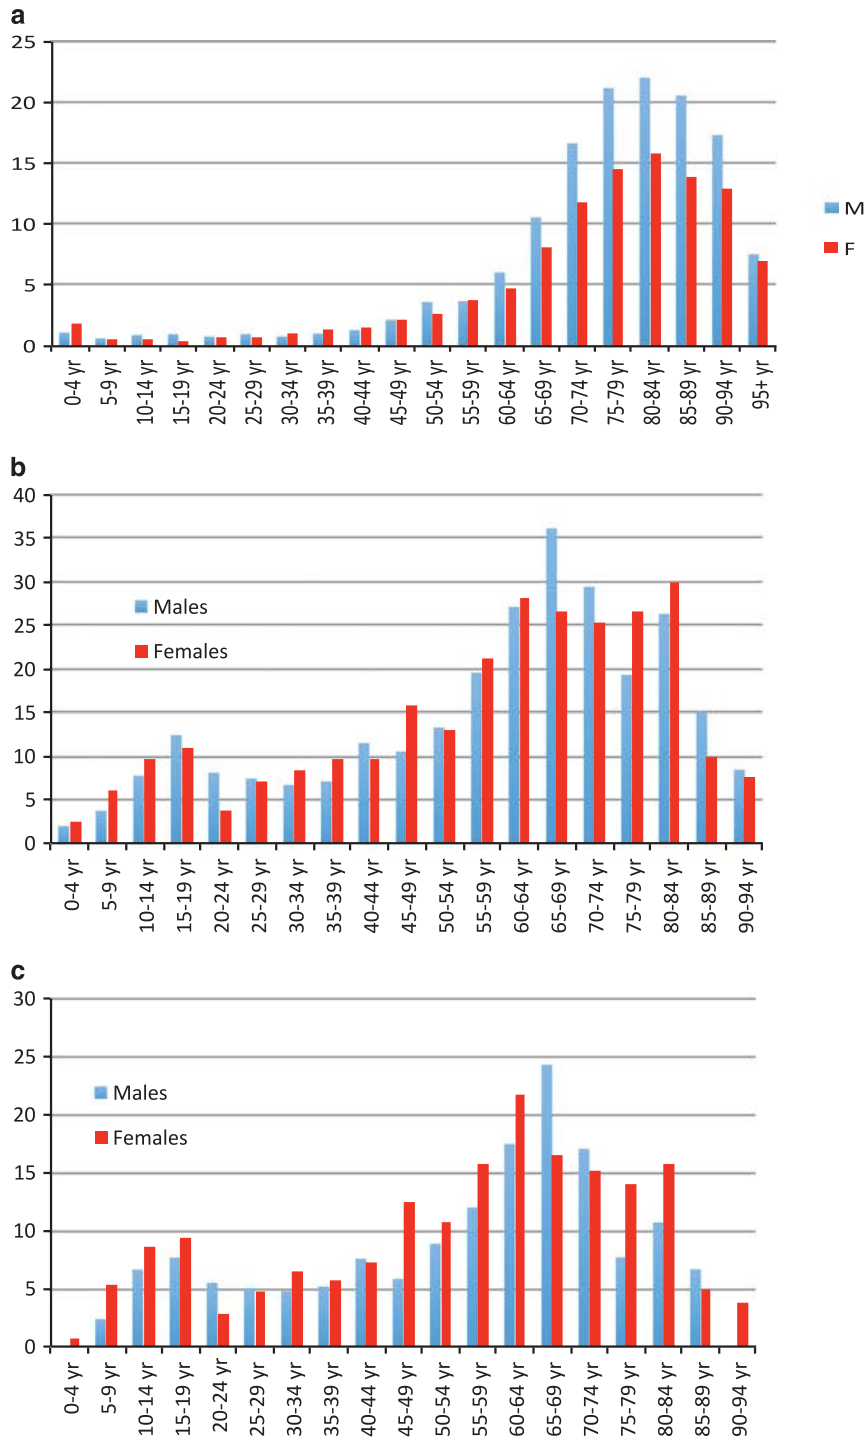 a
25
20
15
10
5
0
M
F
0-4 yr
5-9 yr
10-14 yr
15-19 yr
20-24 yr
25-29 yr
30-34 yr
35-39 yr
40-44 yr
45-49 yr
50-54 yr
55-59 yr
60-64 yr
65-69 yr
70-74 yr
75-79 yr
80-84 yr
85-89 yr
90-94 yr
95+ yr
b
40
35
30
25
20
15
10
5
0
Males
Females
0-4 yr
5-9 yr
10-14 yr
15-19 yr
20-24 yr
25-29 yr
30-34 yr
35-39 yr
40-44 yr
45-49 yr
50-54 yr
55-59 yr
60-64 yr
65-69 yr
70-74 yr
75-79 yr
80-84 yr
85-89 yr
90-94 yr
c
30
25
20
15
10
5
0
Males
Females
0-4 yr
5-9 yr
10-14 yr
15-19 yr
20-24 yr
25-29 yr
30-34 yr
35-39 yr
40-44 yr
45-49 yr
50-54 yr
55-59 yr
60-64 yr
65-69 yr
70-74 yr
75-79 yr
80-84 yr
85-89 yr
90-94 yr